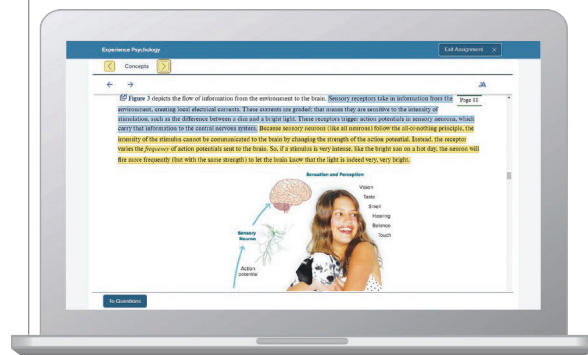 Experience Psychology
Exit Assignment X
Concepts
Page 93
Figure 3 depicts the flow of information from the environment to the brain. Sensory receptors take in information from the
environment, creating local electrical currents. These currents are graded; that means they are sensitive to the intensity of
stimulation, such as the difference between a dim and a bright light. These receptors trigger action potentials in sensory neurons, which
carry that information to the central nervous system. Because sensory neurons (like all neurons) follow the all-or-nothing principle, the
intensity of the stimulus cannot be communicated to the brain by changing the strength of the action potential. Instead, the receptor
varies the frequency of action potentials sent to the brain. So, if a stimulus is very intense, like the bright sun on a hot day, the neuron will
fire more frequently (but with the same strength) to let the brain know that the light is indeed very, very bright.
Sensation and Perception
Vision
Taste
Smell
Hearing
Balance
Touch
Sensory
Neuron
Action
potential
To Questions